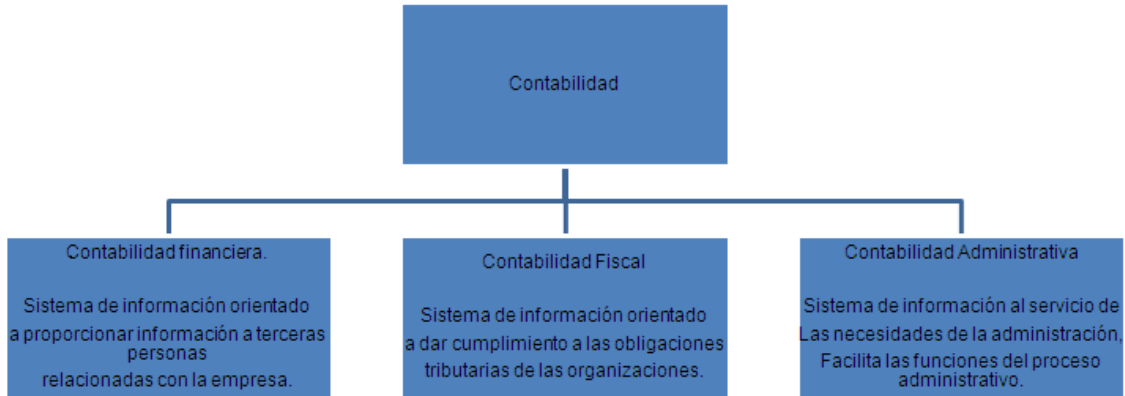 Contabilidad
Contabilidad financiera.
Sistema de información orientado
a proporcionar información a terceras
personas
relacionadas con la empresa.
Contabilidad Fiscal
Sistema de información orientado
a dar cumplimiento a las obligaciones
tributarias de las organizaciones.
Contabilidad Administrativa
Sistema de información al servicio de
Las necesidades de la administración,
Facilita las funciones del proceso
administrativo.